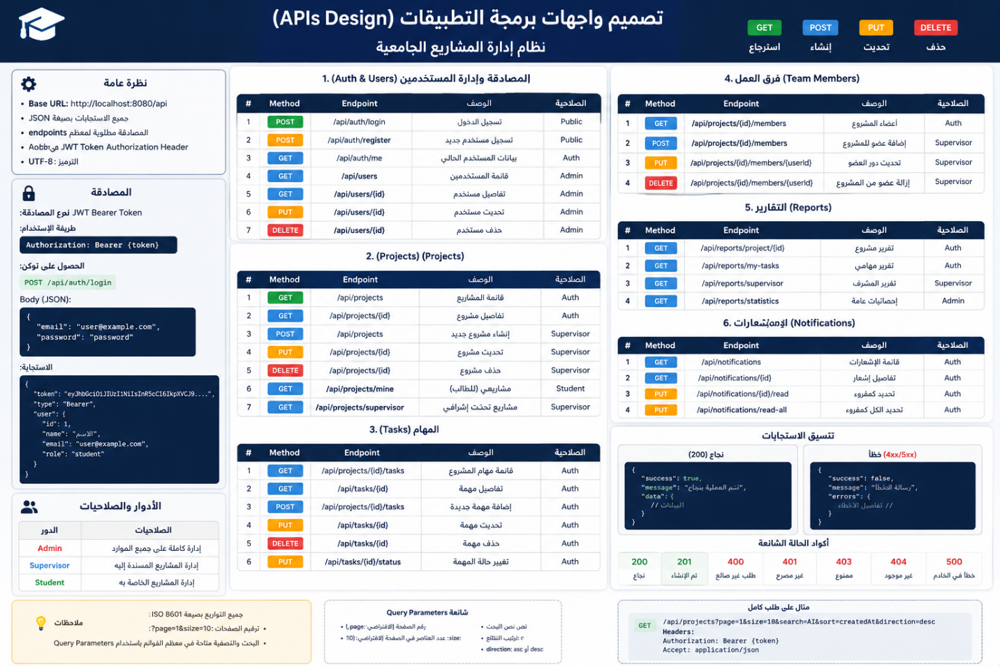 تصميم واجهات برمجة التطبيقات (APIs Design)
نظام إدارة المشاريع الجامعية
GET POST PUT DELETE
استرجاع إنشاء تحديت حذف
نظرة عامة
• Base URL: http://localhost:8080/api
• جميع الاستجابات بصيغة JSON
• المصادقة مطلوبة لمعظم endpoints
• JWT Token Authorization Header
• UTF-8 : الترميز
المصادقة
نوع المصادقة: JWT Bearer Token
طريقة الإستخدام:
Authorization: Bearer {token}
الحصول على توكن:
POST /api/auth/login
Body (JSON):
{
"email": "user@example.com",
"password": "password"
}
الاستجابة:
{
"token": "eyJhbGciOiJIUzI1NiIsInR5cCI6IkpXVCJ9....",
"type": "Bearer",
"user": {
"id": 1,
"name": "الاسم",
"email": "user@example.com",
"role": "student"
}
}
الأدوار والصلاحيات
الدور الصلاحيات
Admin إدارة كاملة على جميع الموارد
Supervisor إدارة المشاريع المسندة إليه
Student إدارة المشاريع الخاصة به
1. (Auth & Users) المصادقة وإدارة المستخدمين
# Method Endpoint الوصف الصلاحية
1 POST /api/auth/login تسجيل الدخول Public
2 POST /api/auth/register تسجيل مستخدم جديد Public
3 GET /api/auth/me بيانات المستخدم الحالي Auth
4 GET /api/users قائمة المستخدمين Admin
5 GET /api/users/{id} تفاصيل مستخدم Admin
6 PUT /api/users/{id} تحديت مستخدم Admin
7 DELETE /api/users/{id} حذف مستخدم Admin
2. (Projects) (Projects)
# Method Endpoint الوصف الصلاحية
1 GET /api/projects قائمة المشاريع Auth
2 GET /api/projects/{id} تفاصيل مشروع Auth
3 POST /api/projects إنشاء مشروع جديد Supervisor
4 PUT /api/projects/{id} تحديت مشروع Supervisor
5 DELETE /api/projects/{id} حذف مشروع Supervisor
6 GET /api/projects/mine مشاريعي (للطالب) Student
7 GET /api/projects/supervisor مشاريع تحتت إشرافي Supervisor
3. (Tasks) المهام
# Method Endpoint الوصف الصلاحية
1 GET /api/projects/{id}/tasks قائمة مهام المشروع Auth
2 GET /api/tasks/{id} تفاصيل مهمة Auth
3 POST /api/projects/{id}/tasks إضافة مهمة جديدة Auth
4 PUT /api/tasks/{id} تحديت مهمة Auth
5 DELETE /api/tasks/{id} حذف مهمة Auth
6 PUT /api/tasks/{id}/status تغيير حالة المهمة Auth
4. فرق العمل (Team Members)
# Method Endpoint الوصف الصلاحية
1 GET /api/projects/{id}/members أعضاء المشروع Auth
2 POST /api/projects/{id}/members إضافة عضو للمشروع Supervisor
3 PUT /api/projects/{id}/members/{userId} تحديت دور العضو Supervisor
4 DELETE /api/projects/{id}/members/{userId} إزالة عضو من المشروع Supervisor
5. التقارير (Reports)
# Method Endpoint الوصف الصلاحية
1 GET /api/reports/project/{id} تفرير مشروع Auth
2 GET /api/reports/my-tasks تفرير مهامي Auth
3 GET /api/reports/supervisor تفرير المشرف Supervisor
4 GET /api/reports/statistics إحصاتيات عامة Admin
6. (Notifications)
# Method Endpoint الوصف الصلاحية
1 GET /api/notifications قائمة الإشعارات Auth
2 GET /api/notifications/{id} تفاصيل إشعار Auth
3 PUT /api/notifications/{id}/read تحديد كمفروء Auth
4 PUT /api/notifications/read-all تحديد الكل كمفروء Auth
تتسيق الاستجابات
نجاع (200)
{
"success": true,
"message": "تتم العملية بنجاح",
"data": {
// البيانات
}
}
خطأ (4xx/5xx)
{
"success": false,
"message": "رسالة الخطأ",
"errors": {
// تفاصيل الأخطاء
}
}
أكواد الحالة الشائعة
200 201 400 401 403 404 500
نجاع تم الإنشاء طلب غير صالع غير مصرع ممنوع غير موجود خطأ في الخادم
ملاحظات
جميع التواريع بصيعة ISO 8601:
• ترقيم الصفحات: ?page=1&size=10:
• البحث والتصفية متاحة في معظم القوائم باستخدام Query Parameters
Query Parameters شائعة
• رقم الصفحة (الافتراضي: page,)
• size: عدد العناصر في الصفحة (الافتراضي: 10)
• نص البحث
• ترتيب
• direction: asc أو desc
مثال على طلب كامل
GET /api/projects?page=1&size=10&search=AI&sort=createdAt&direction=desc
Headers:
Authorization: Bearer {token}
Accept: application/json